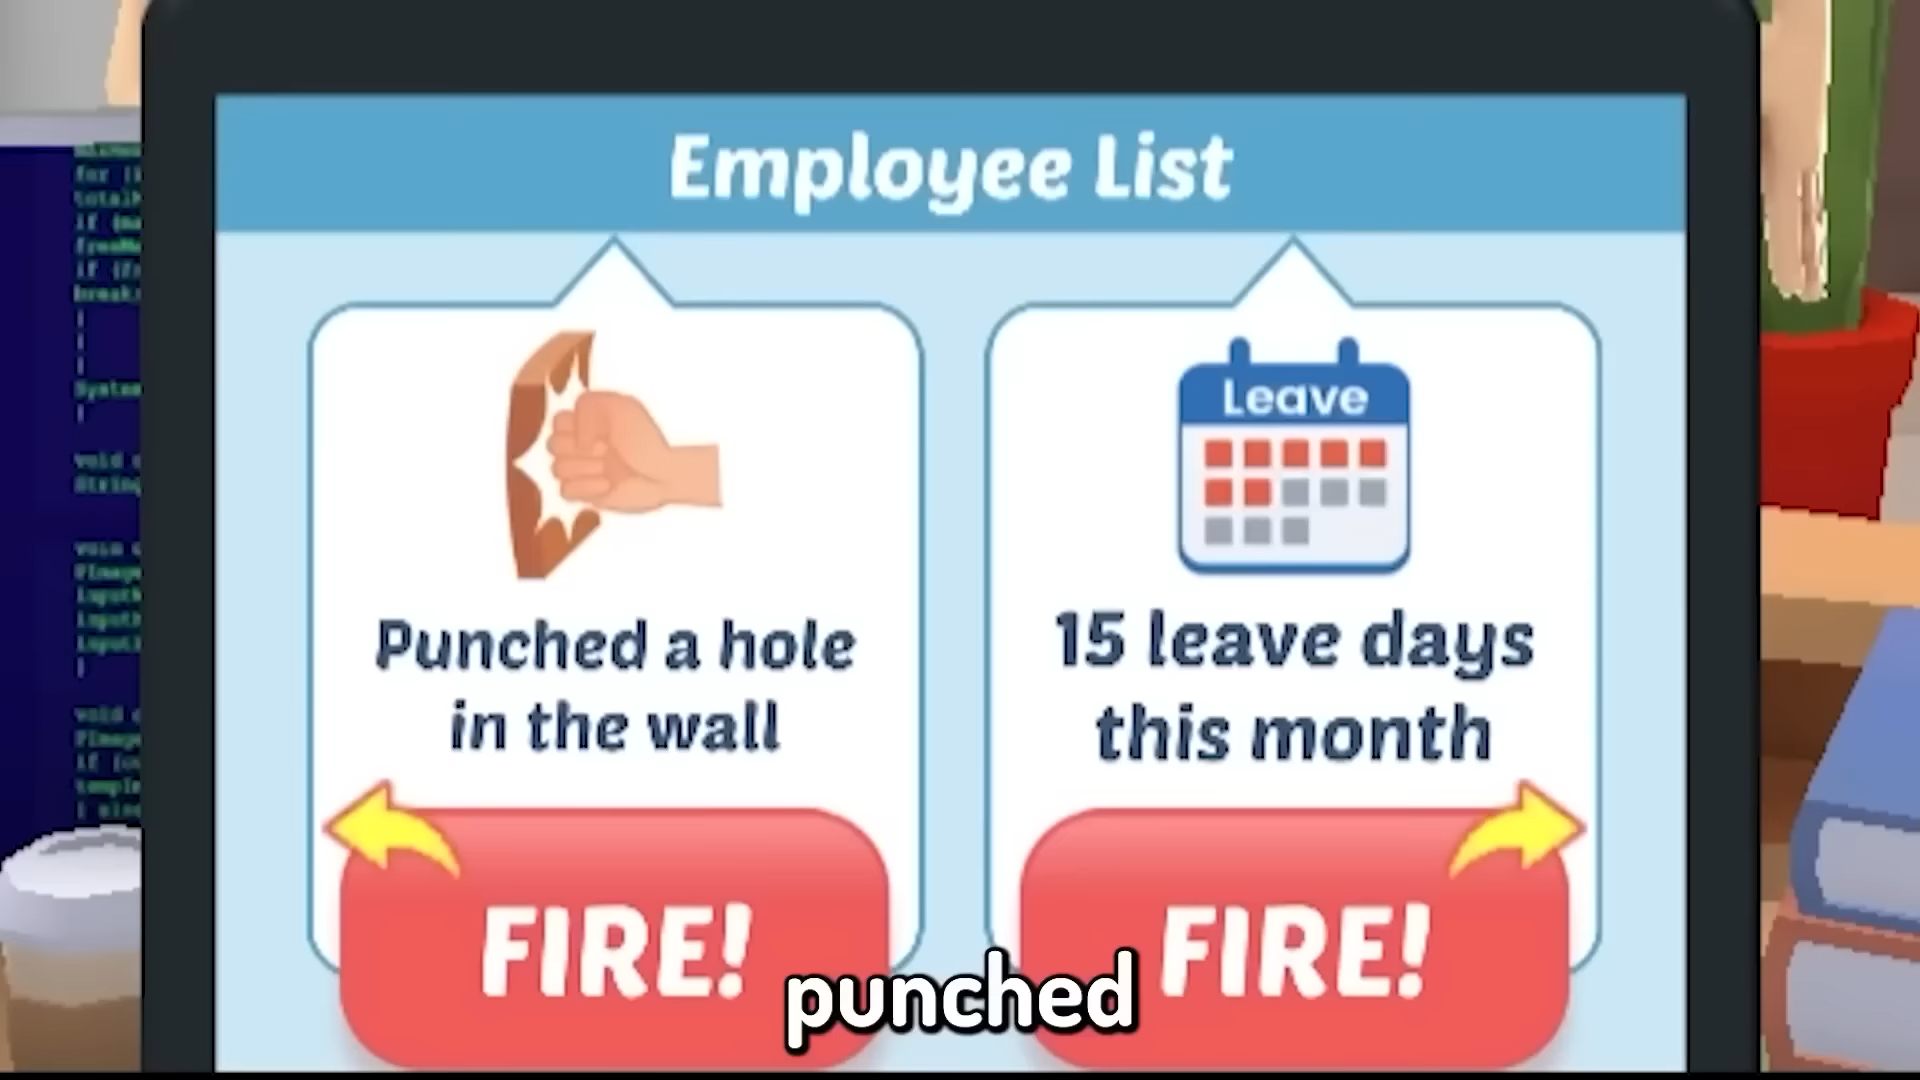 Employee List
Punched a hole
in the wall
FIRE!
Leave
15 leave days
this month
FIRE!
punched